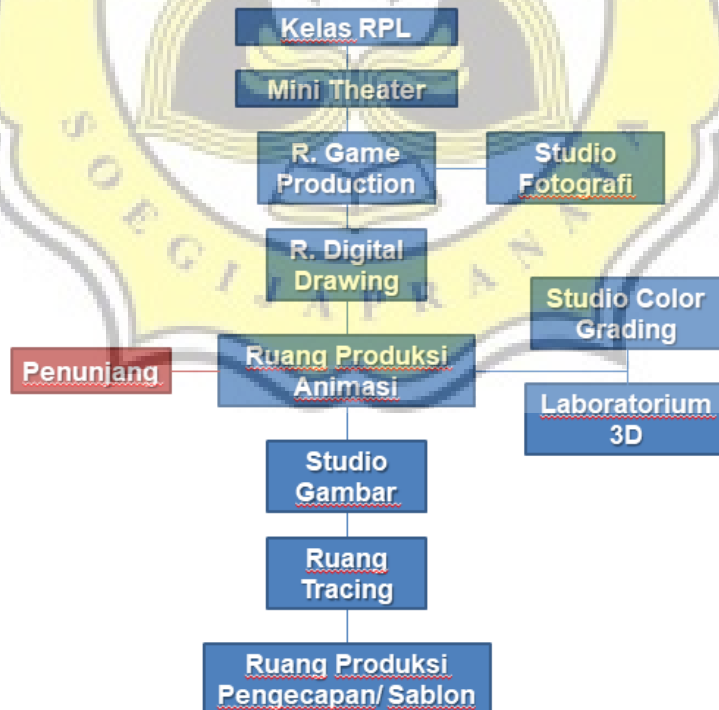 Kelas RPL
Mini Theater
R. Game
Production
Studio
Fotografi
R. Digital
Drawing
Studio Color
Grading
Penunjang
Ruang Produksi
Animasi
Laboratorium
3D
Studio
Gambar
Ruang
Tracing
Ruang Produksi
Pengecapan/ Sablon
SOEGIJAPRANATA